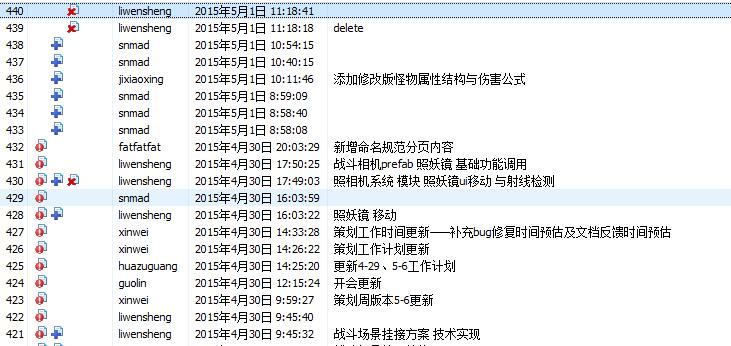 440 liwensheng 2015年5月1日 11:18:41
439 liwensheng 2015年5月1日 11:18:18 delete
438 snmad 2015年5月1日 10:54:15
437 snmad 2015年5月1日 10:40:15
436 jixiaoxing 2015年5月1日 10:11:46 添加修改版怪物属性结构与伤害公式
435 snmad 2015年5月1日 8:59:09
434 snmad 2015年5月1日 8:58:40
433 snmad 2015年5月1日 8:58:08
432 fatfatfat 2015年4月30日 20:03:29 新增命名规范分页内容
431 liwensheng 2015年4月30日 17:50:25 战斗相机prefab 照妖镜 基础功能调用
430 liwensheng 2015年4月30日 17:49:03 照相机系统 模块 照妖镜ui移动 与射线检测
429 snmad 2015年4月30日 16:03:59
428 liwensheng 2015年4月30日 16:03:22 照妖镜 移动
427 xinwei 2015年4月30日 14:33:28 策划工作时间更新——补充bug修复时间预估及文档反馈时间预估
426 xinwei 2015年4月30日 14:26:22 策划工作计划更新
425 huazuguang 2015年4月30日 14:25:20 更新4-29、5-6工作计划
424 guolin 2015年4月30日 12:15:24 开会更新
423 xinwei 2015年4月30日 9:59:27 策划周版本5-6更新
422 liwensheng 2015年4月30日 9:45:40
421 liwensheng 2015年4月30日 9:45:32 战斗场景挂接方案 技术实现